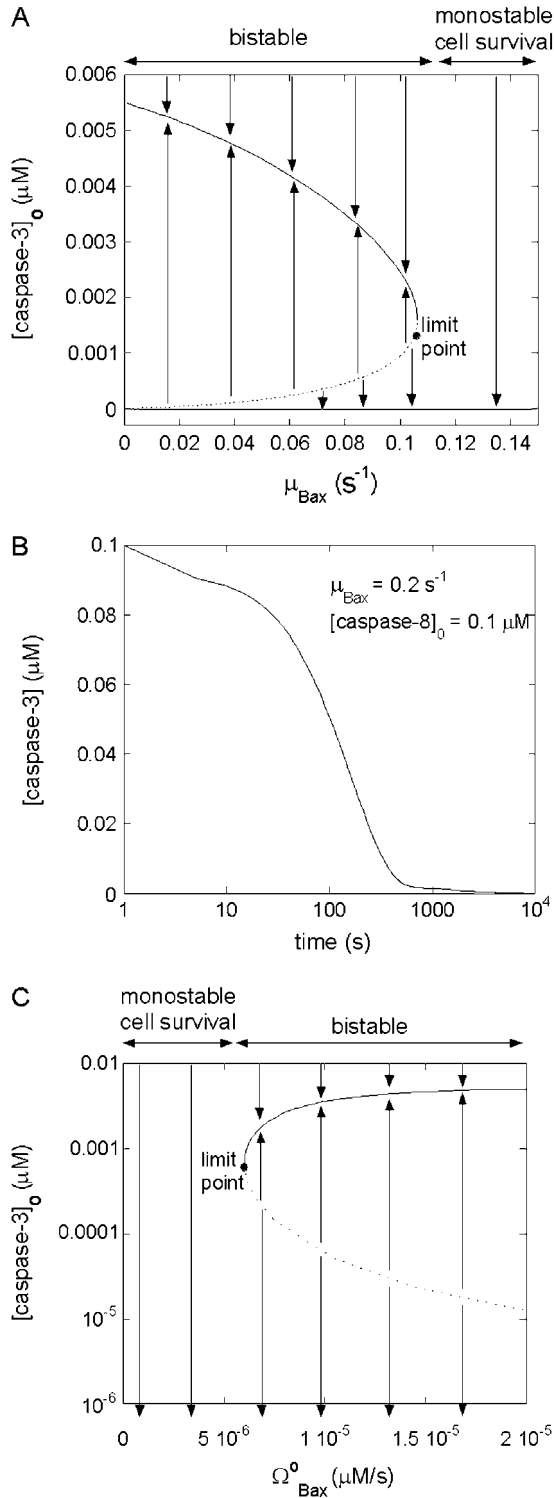 A
bistable
monostable
cell survival
0.006
0.005
0.004
0.003
0.002
0.001
0
[caspase-3]o (μM)
limit
point
0
0.02
0.04
0.06
0.08
0.1
0.12
0.14
μBax (s-1)
B
0.1
0.08
0.06
0.04
0.02
0
[caspase-3] (μM)
μBax = 0.2 s-1
[caspase-8]0 = 0.1 μM
1
10
100
1000
10^4
time (s)
C
monostable
cell survival
bistable
0.01
0.001
0.0001
10^-5
10^-6
[caspase-3]o (μM)
limit
point
0
5 10^-6
1 10^-5
1.5 10^-5
2 10^-5
Ω°Bax (μM/s)